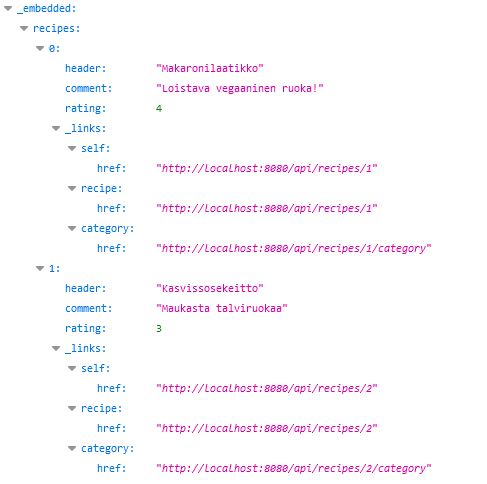 _embedded:
recipes:
0:
header: "Makaronilaatikko"
comment: "Loistava vegaaninen ruoka!"
rating: 4
_links:
self:
href: "http://localhost:8080/api/recipes/1"
recipe:
href: "http://localhost:8080/api/recipes/1"
category:
href: "http://localhost:8080/api/recipes/1/category"
1:
header: "Kasvissosekeitto"
comment: "Maukasta talviruokaa"
rating: 3
_links:
self:
href: "http://localhost:8080/api/recipes/2"
recipe:
href: "http://localhost:8080/api/recipes/2"
category:
href: "http://localhost:8080/api/recipes/2/category"